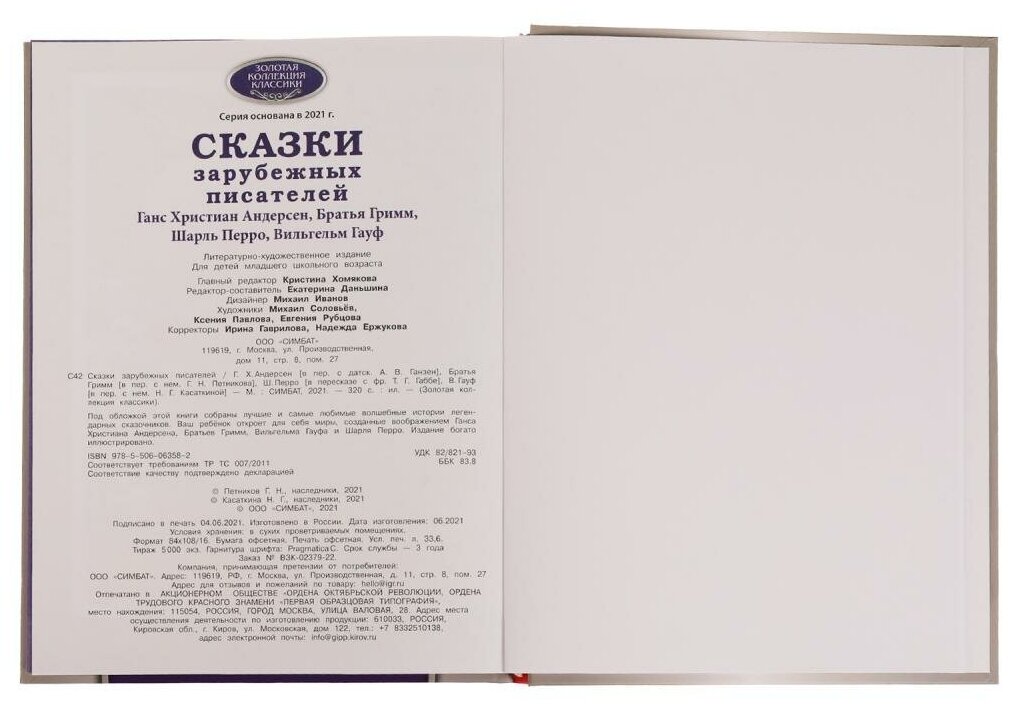 ЗОЛОТАЯ
КОЛЛЕКЦИЯ
КЛАССИКИ
Серия основана в 2021 г.
СКАЗКИ
зарубежных
писателей
Ганс Христиан Андерсен, Братья Гримм,
Шарль Перро, Вильгельм Гауф
Литературно-художественное издание
Для детей младшего школьного возраста
Главный редактор Кристина Хомякова
Редактор-составитель Екатерина Даньшина
Дизайнер Михаил Иванов
Художники Михаил Соловьёв,
Ксения Павлова, Евгения Рубцова
Корректоры Ирина Гаврилова, Надежда Ержукова
ООО «СИМБАТ»
119619, г. Москва, ул. Производственная,
дом 11, стр. 8, пом. 27
С42 Сказки зарубежных писателей / Г. Х.Андерсен [в пер. с датск. А. В. Ганзен], Братья
Гримм [в пер. с нем. Г. Н. Петникова], Ш.Перро [в пересказе с фр. Т. Г. Габбе], В.Гауф
[в пер. с нем. Н. Г. Касаткиной] — М. : СИМБАТ, 2021. — 320 с. : ил. — (Золотая кол-
лекция классики).
Под обложкой этой книги собраны лучшие и самые любимые волшебные истории леген-
дарных сказочников. Ваш ребёнок откроет для себя миры, созданные воображением Ганса
Христиана Андерсена, Братьев Гримм, Вильгельма Гауфа и Шарля Перро. Издание богато
иллюстрировано.
ISBN 978-5-506-06358-2
УДК 82/821-93
Соответствует требованиям ТР ТС 007/2011
ББК 83.8
Соответствие качеству подтверждено декларацией
© Петников Г. Н., наследники, 2021
© Касаткина Н. Г., наследники, 2021
© ООО «СИМБАТ», 2021
Подписано в печать 04.06.2021. Изготовлено в России. Дата изготовления: 06.2021
Условия хранения: в сухих проветриваемых помещениях.
Формат 84х108/16. Бумага офсетная. Печать офсетная. Усл. печ. л. 33,6.
Тираж 5000 экз. Гарнитура шрифта: Pragmatica C. Срок службы — 3 года
Заказ № ВЗК-02379-22.
Компания, принимающая претензии от потребителей:
ООО «СИМБАТ». Адрес: 119619, РФ, г. Москва, ул. Производственная, д. 11, стр. 8, пом. 27
Адрес для отзывов и пожеланий по товару: hello@igr.ru
Отпечатано в АКЦИОНЕРНОМ ОБЩЕСТВЕ «ОРДЕНА ОКТЯБРЬСКОЙ РЕВОЛЮЦИИ, ОРДЕНА
ТРУДОВОГО КРАСНОГО ЗНАМЕНИ «ПЕРВАЯ ОБРАЗЦОВАЯ ТИПОГРАФИЯ»,
место нахождения: 115054, РОССИЯ, ГОРОД МОСКВА, УЛИЦА ВАЛОВАЯ, 28. Адрес места
осуществления деятельности по изготовлению продукции: 610033, РОССИЯ,
Кировская обл., г. Киров, ул. Московская, дом 122, тел.: +7 8332510138,
адрес электронной почты: info@gipp.kirov.ru